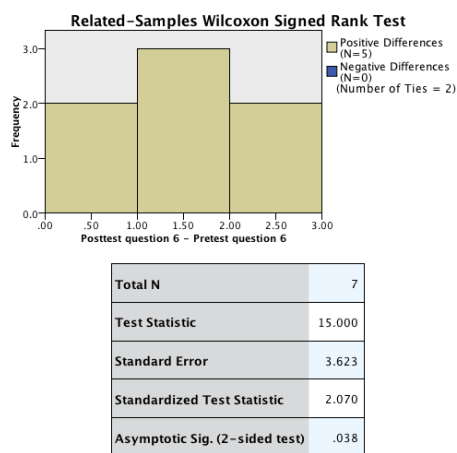 Related-Samples Wilcoxon Signed Rank Test
Positive Differences
(N=5)
Negative Differences
(N=0)
(Number of Ties = 2)
Frequency
3.0
2.0
1.0
0.0
.00 .50 1.00 1.50 2.00 2.50 3.00
Posttest question 6 - Pretest question 6
Total N 7
Test Statistic 15.000
Standard Error 3.623
Standardized Test Statistic 2.070
Asymptotic Sig. (2-sided test) .038